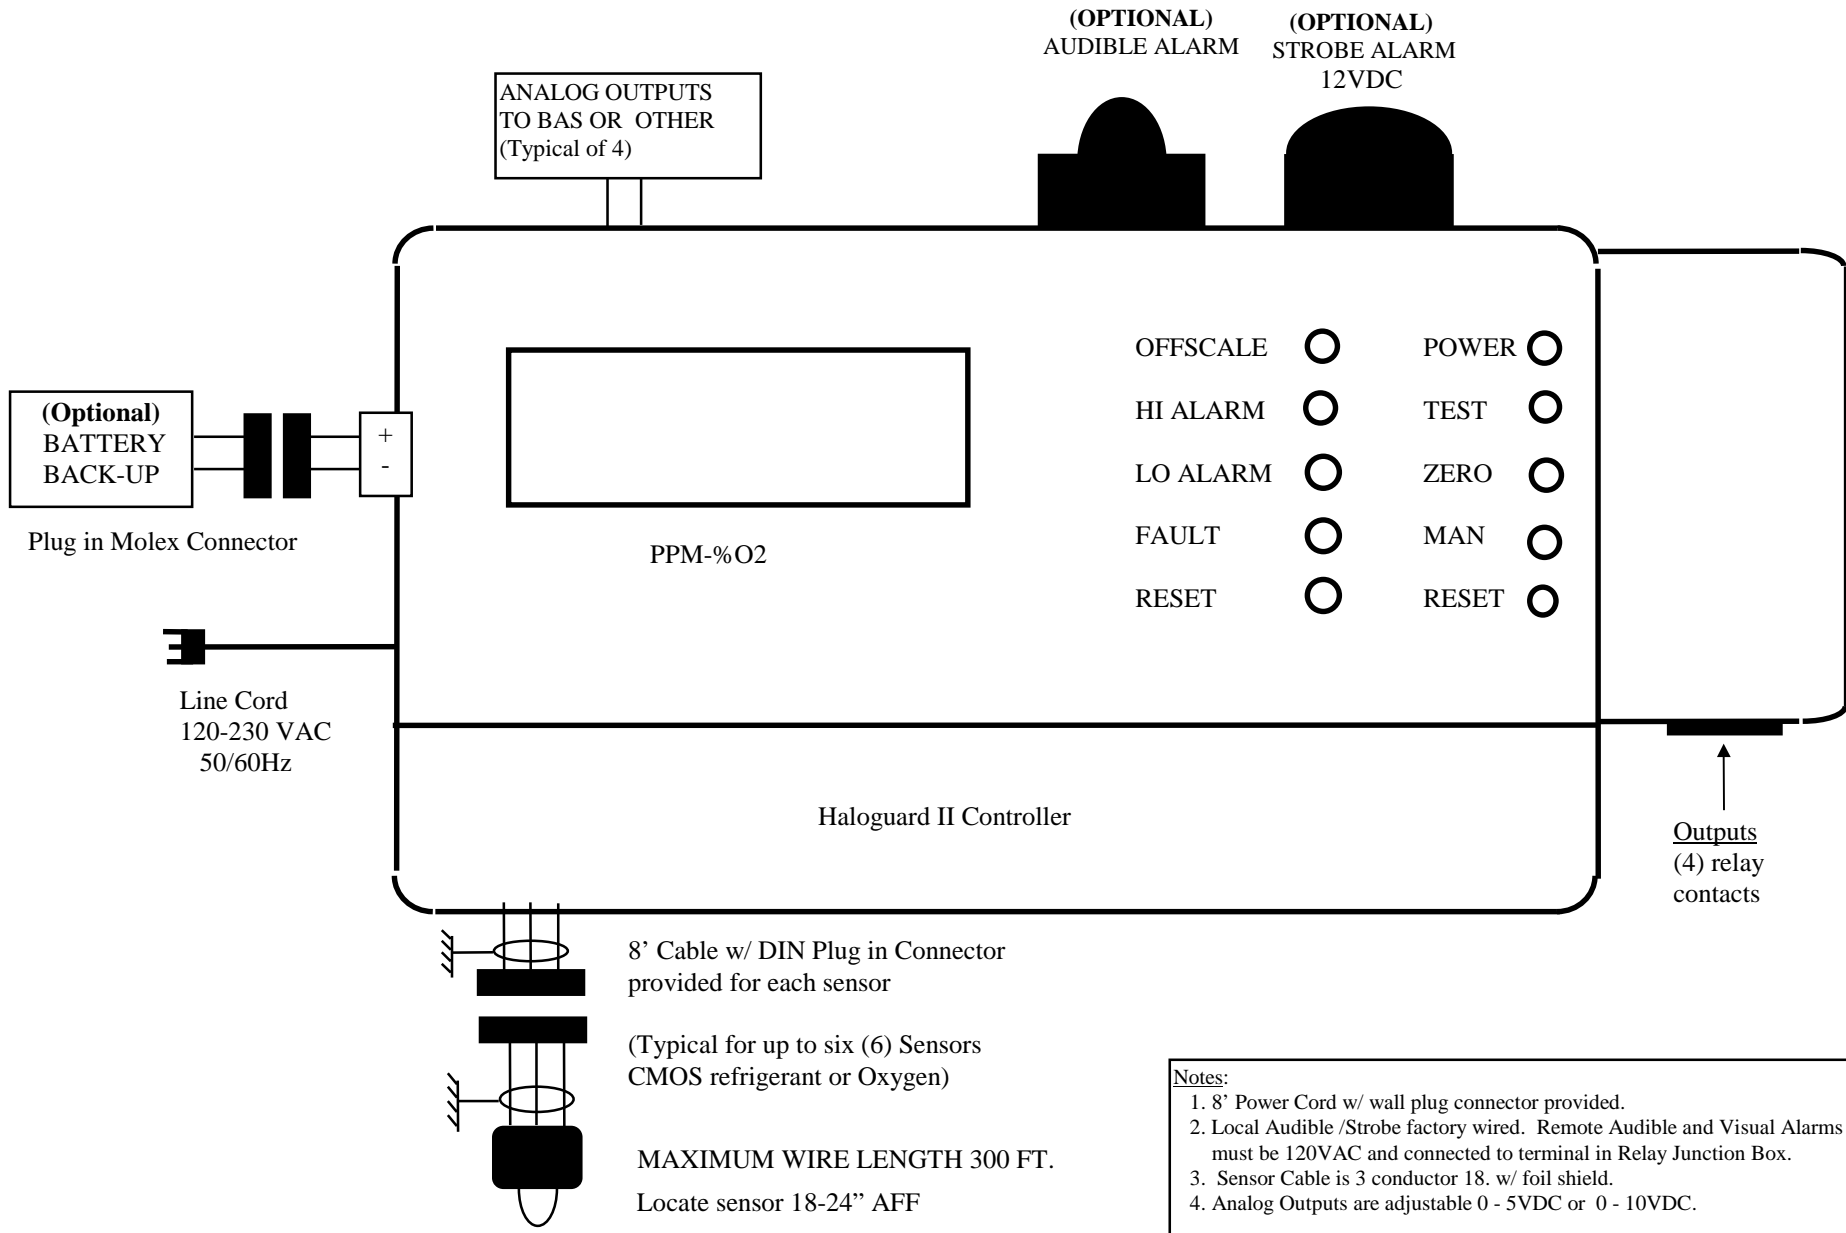 (OPTIONAL)
AUDIBLE ALARM
(OPTIONAL)
STROBE ALARM
12VDC
ANALOG OUTPUTS
TO BAS OR OTHER
(Typical of 4)
OFFSCALE
POWER
HI ALARM
TEST
LO ALARM
ZERO
FAULT
MAN
RESET
RESET
(Optional)
BATTERY
BACK-UP
+
-
Plug in Molex Connector
PPM-%O2
Line Cord
120-230 VAC
50/60Hz
Haloguard II Controller
Outputs
(4) relay
contacts
8’ Cable w/ DIN Plug in Connector
provided for each sensor
(Typical for up to six (6) Sensors
CMOS refrigerant or Oxygen)
MAXIMUM WIRE LENGTH 300 FT.
Locate sensor 18-24” AFF
Notes:
1. 8’ Power Cord w/ wall plug connector provided.
2. Local Audible /Strobe factory wired. Remote Audible and Visual Alarms
must be 120VAC and connected to terminal in Relay Junction Box.
3. Sensor Cable is 3 conductor 18. w/ foil shield.
4. Analog Outputs are adjustable 0 - 5VDC or 0 - 10VDC.